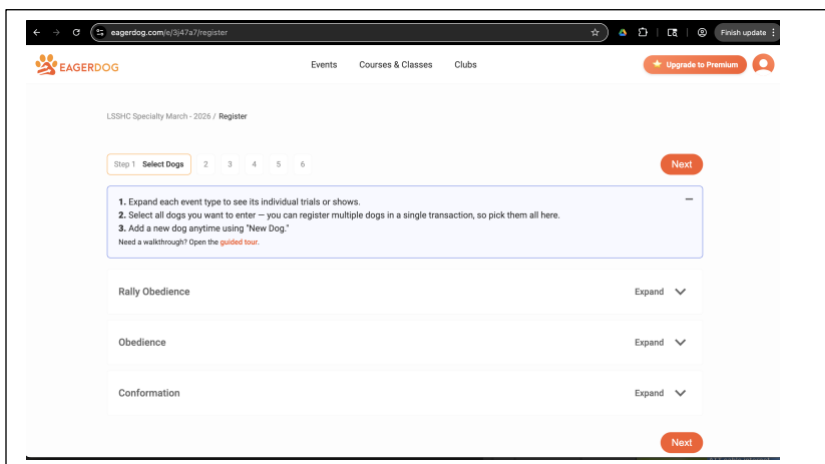 eagerdog.com/e/3j47a7/register
Finish update
EAGERDOG
Events Courses & Classes Clubs
Upgrade to Premium
LSSHC Specialty March - 2026 / Register
Step 1 Select Dogs 2 3 4 5 6
Next
1. Expand each event type to see its individual trials or shows.
2. Select all dogs you want to enter — you can register multiple dogs in a single transaction, so pick them all here.
3. Add a new dog anytime using "New Dog."
Need a walkthrough? Open the guided tour.
Rally Obedience Expand
Obedience Expand
Conformation Expand
Next